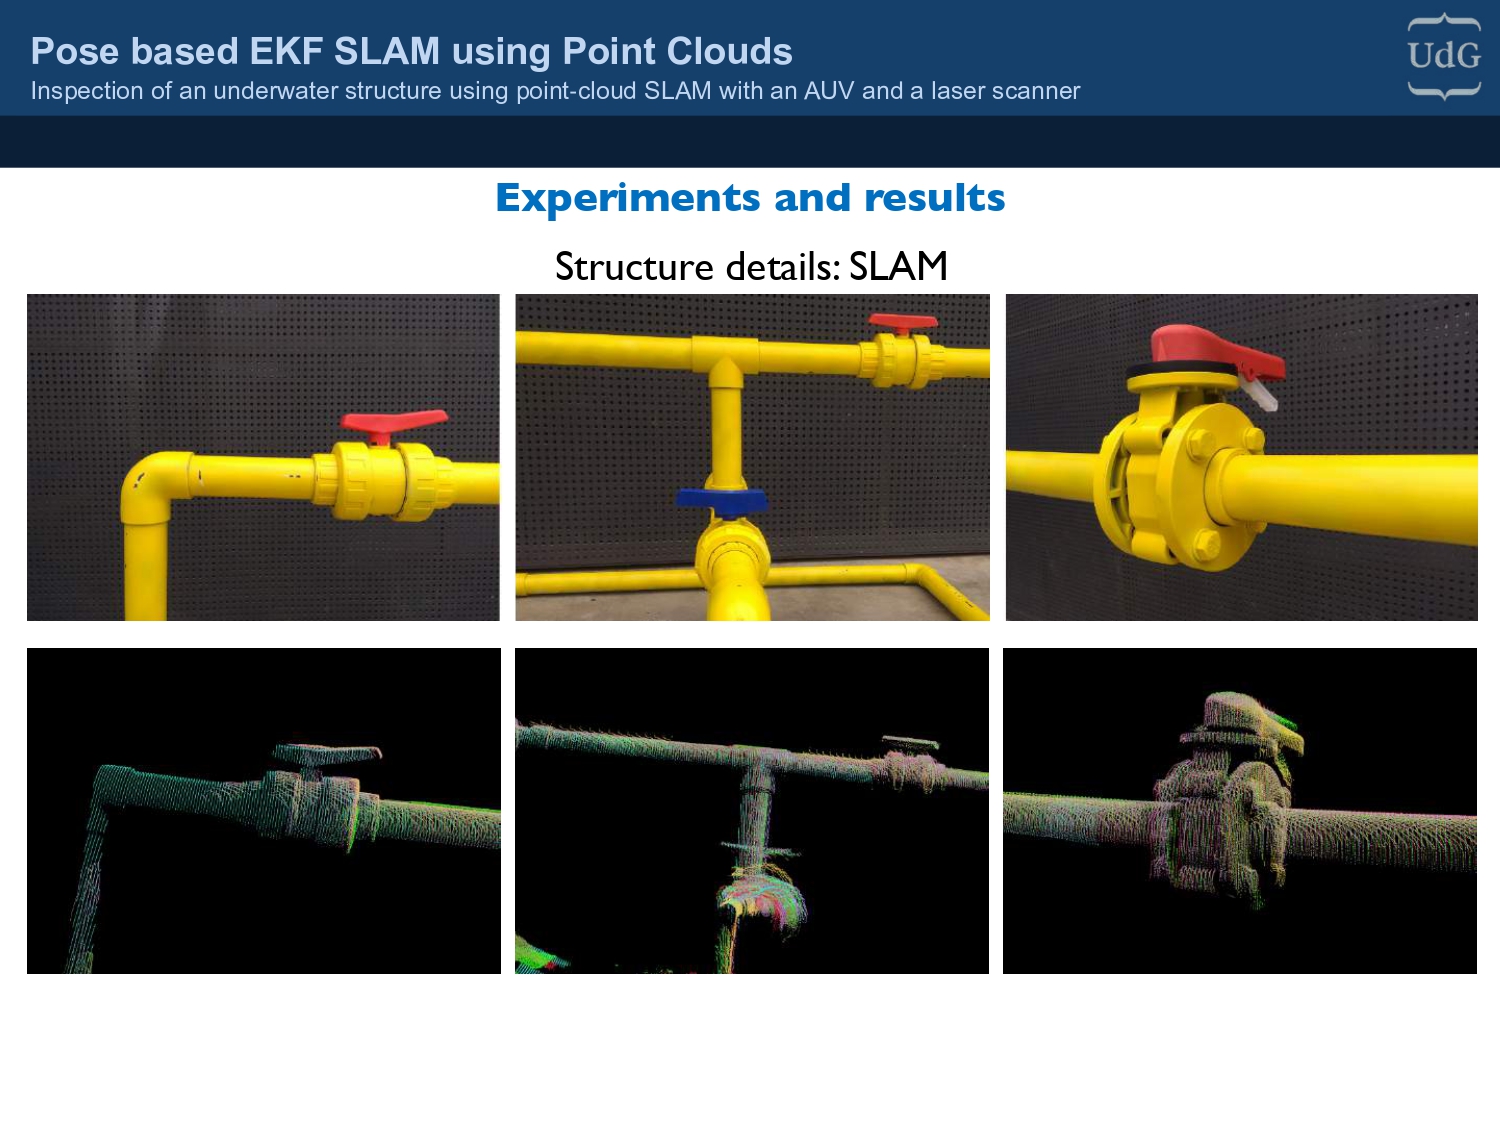 Pose based EKF SLAM using Point Clouds
Inspection of an underwater structure using point-cloud SLAM with an AUV and a laser scanner
UdG
Experiments and results
Structure details: SLAM